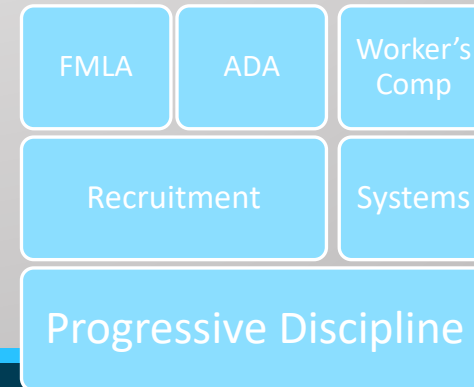 FMLA
ADA
Worker’s
Comp
Recruitment
Systems
Progressive Discipline